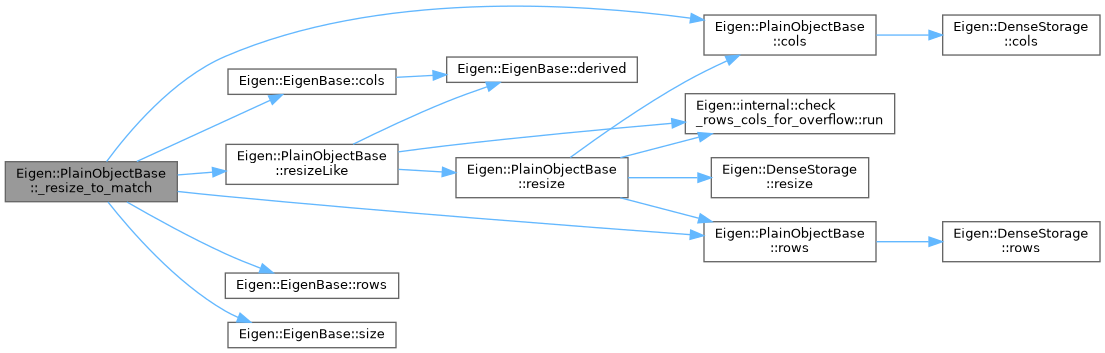 Eigen::PlainObjectBase
::_resize_to_match
Eigen::EigenBase::cols
Eigen::EigenBase::derived
Eigen::PlainObjectBase
::cols
Eigen::DenseStorage
::cols
Eigen::PlainObjectBase
::resizeLike
Eigen::internal::check
_rows_cols_for_overflow::run
Eigen::PlainObjectBase
::resize
Eigen::DenseStorage
::resize
Eigen::PlainObjectBase
::rows
Eigen::DenseStorage
::rows
Eigen::EigenBase::rows
Eigen::EigenBase::size